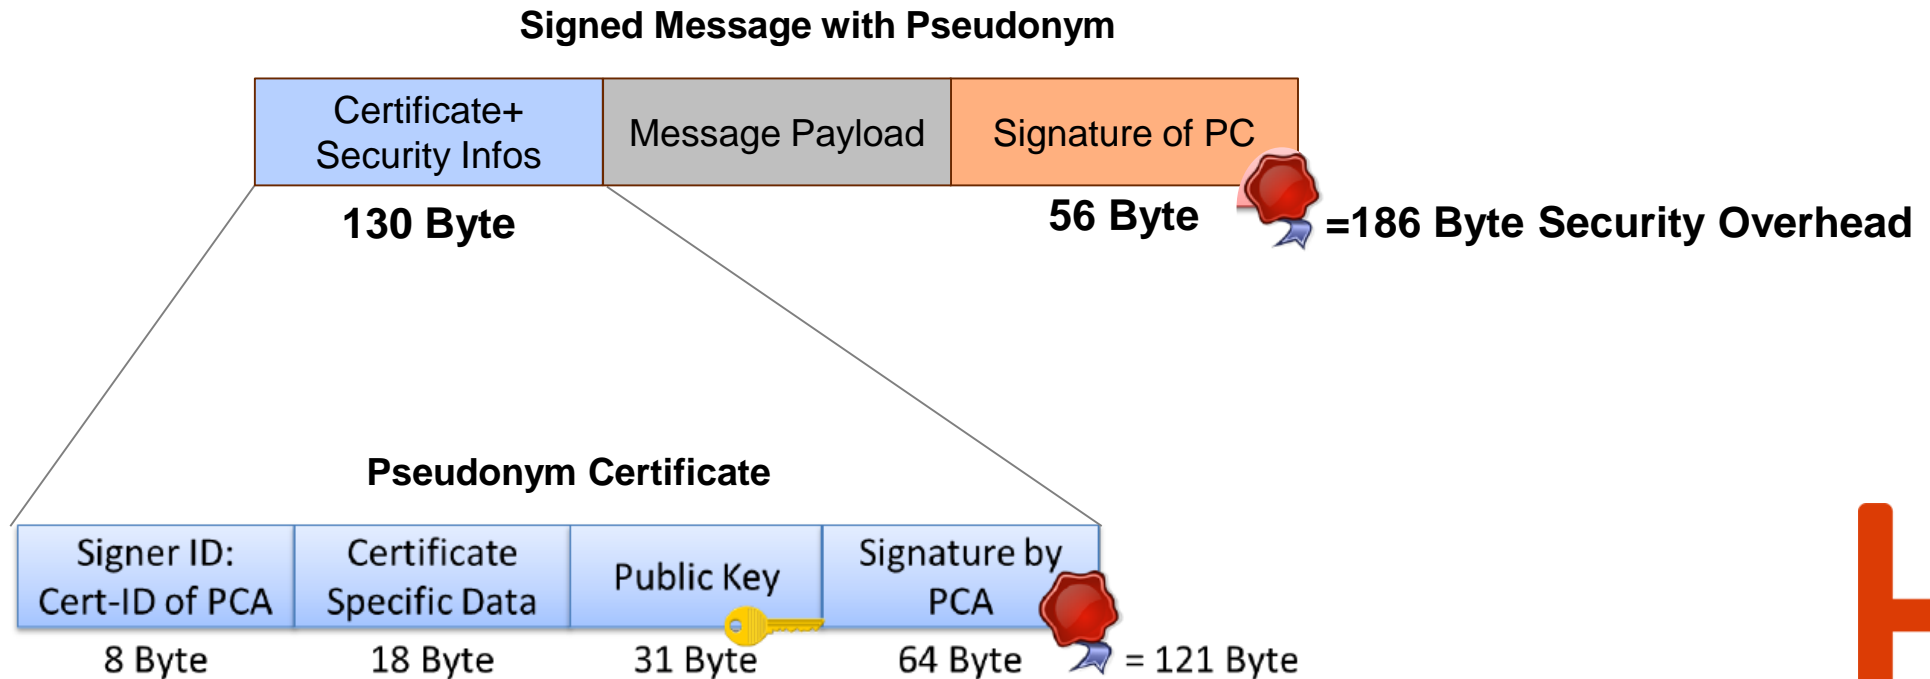 Signed Message with Pseudonym
Certificate+
Security Infos
Message Payload
Signature of PC
130 Byte
56 Byte
=186 Byte Security Overhead
Pseudonym Certificate
Signer ID:
Cert-ID of PCA
Certificate
Specific Data
Public Key
Signature by
PCA
8 Byte
18 Byte
31 Byte
64 Byte
= 121 Byte